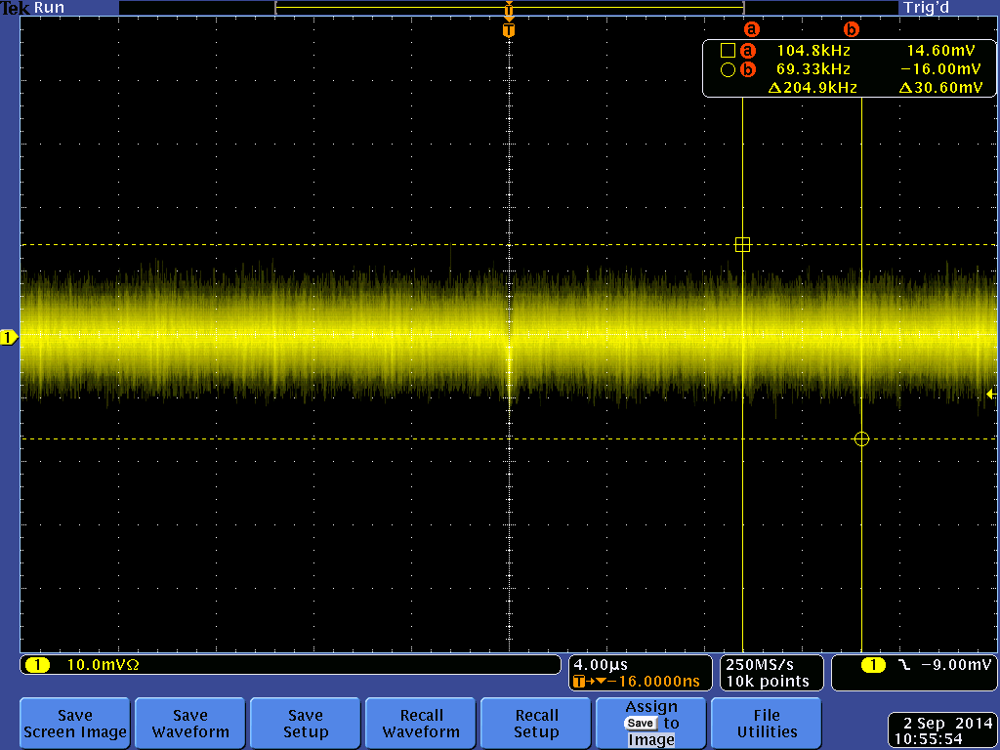 Tek Run Trig'd
T
T
a b
a 104.8kHz 14.60mV
b 69.33kHz −16.00mV
Δ204.9kHz Δ30.60mV
1
1 10.0mVΩ
4.00µs
T→▼−16.0000ns
250MS/s
10k points
1 −9.00mV
Save
Screen Image
Save
Waveform
Save
Setup
Recall
Waveform
Recall
Setup
Assign
Save to
Image
File
Utilities
2 Sep 2014
10:55:54